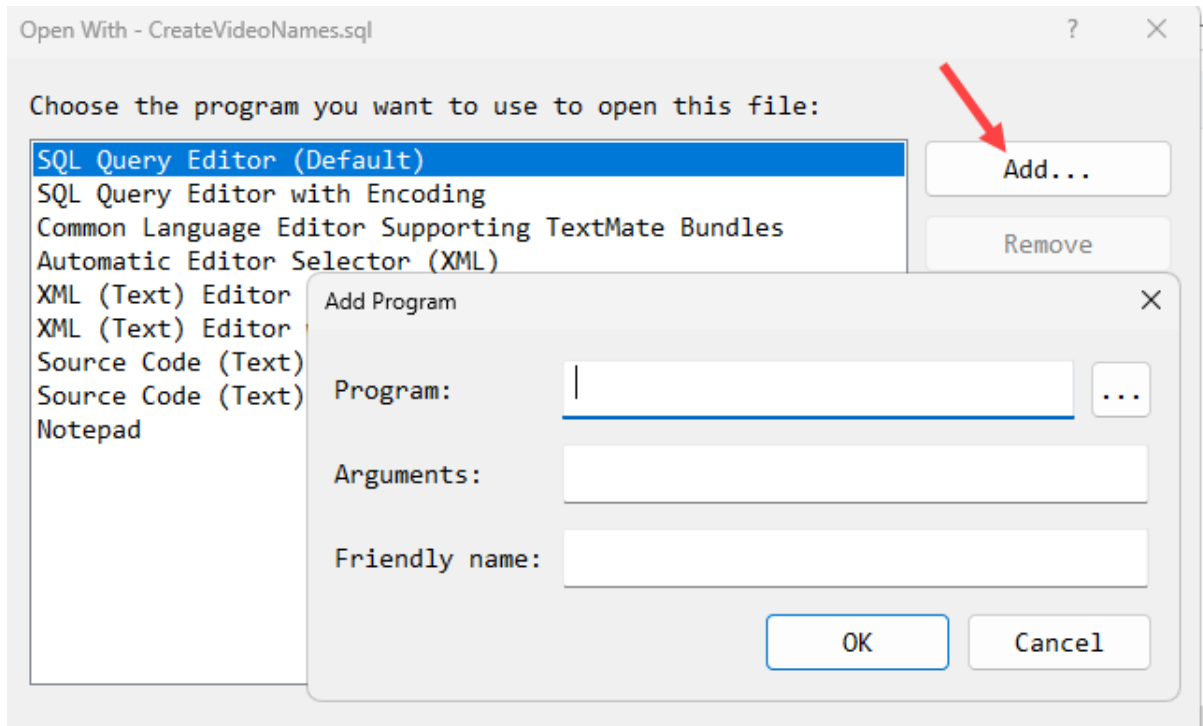 Open With - CreateVideoNames.sql
?
Choose the program you want to use to open this file:
SQL Query Editor (Default)
SQL Query Editor with Encoding
Common Language Editor Supporting TextMate Bundles
Automatic Editor Selector (XML)
XML (Text) Editor
XML (Text) Editor
Source Code (Text)
Source Code (Text)
Notepad
Add...
Remove
Add Program
Program:
...
Arguments:
Friendly name:
OK
Cancel